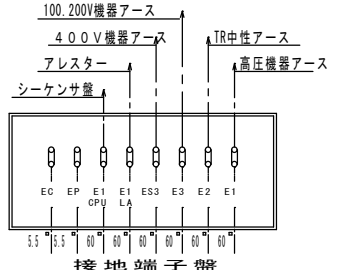 100.200V機器アース
400V機器アース
TR中性アース
アレスター
高圧機器アース
シーケンサ盤
EC EP E1 E1 ES3 E3 E2 E1
CPU LA
5.5□ 5.5□ 60□ 60□ 60□ 60□ 60□ 60□
接地端子盤